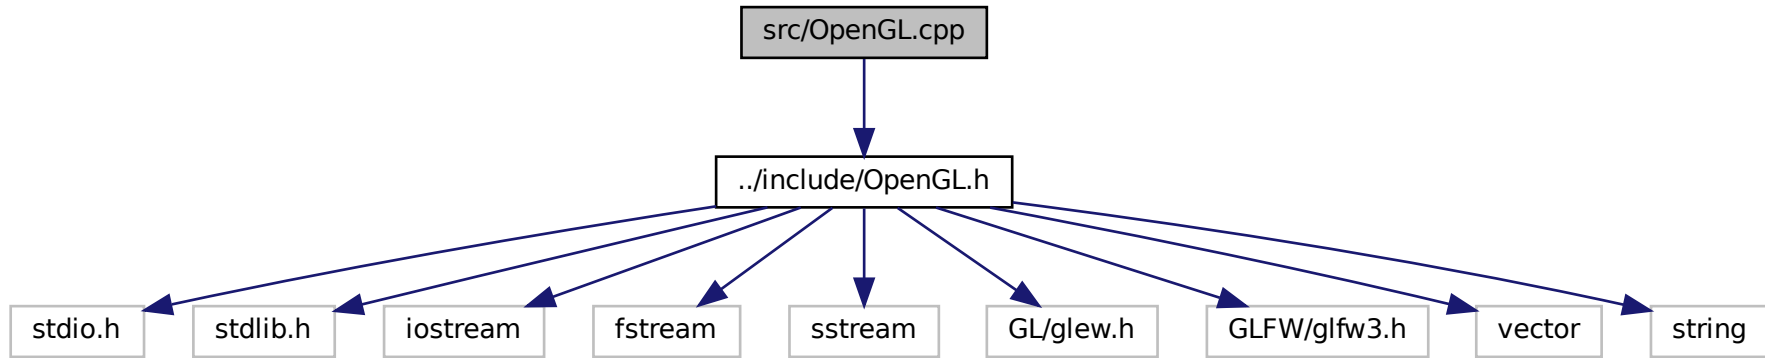 src/OpenGL.cpp
../include/OpenGL.h
stdio.h
stdlib.h
iostream
fstream
sstream
GL/glew.h
GLFW/glfw3.h
vector
string